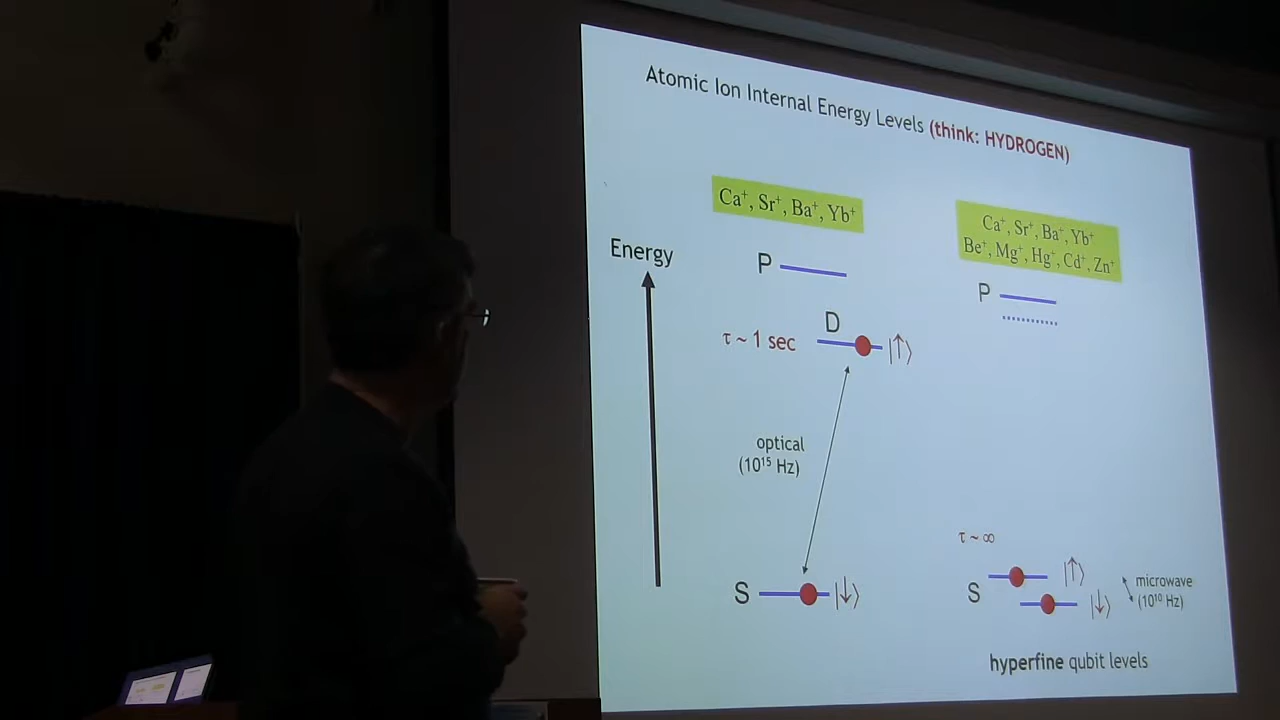 Atomic Ion Internal Energy Levels (think: HYDROGEN)
Ca⁺, Sr⁺, Ba⁺, Yb⁺
Energy
P
D
τ ~ 1 sec
|↑⟩
optical
(10¹⁵ Hz)
S
|↓⟩
Ca⁺, Sr⁺, Ba⁺, Yb⁺
Be⁺, Mg⁺, Hg⁺, Cd⁺, Zn⁺
P
τ ~ ∞
S
|↑⟩
|↓⟩
microwave
(10¹⁰ Hz)
hyperfine qubit levels